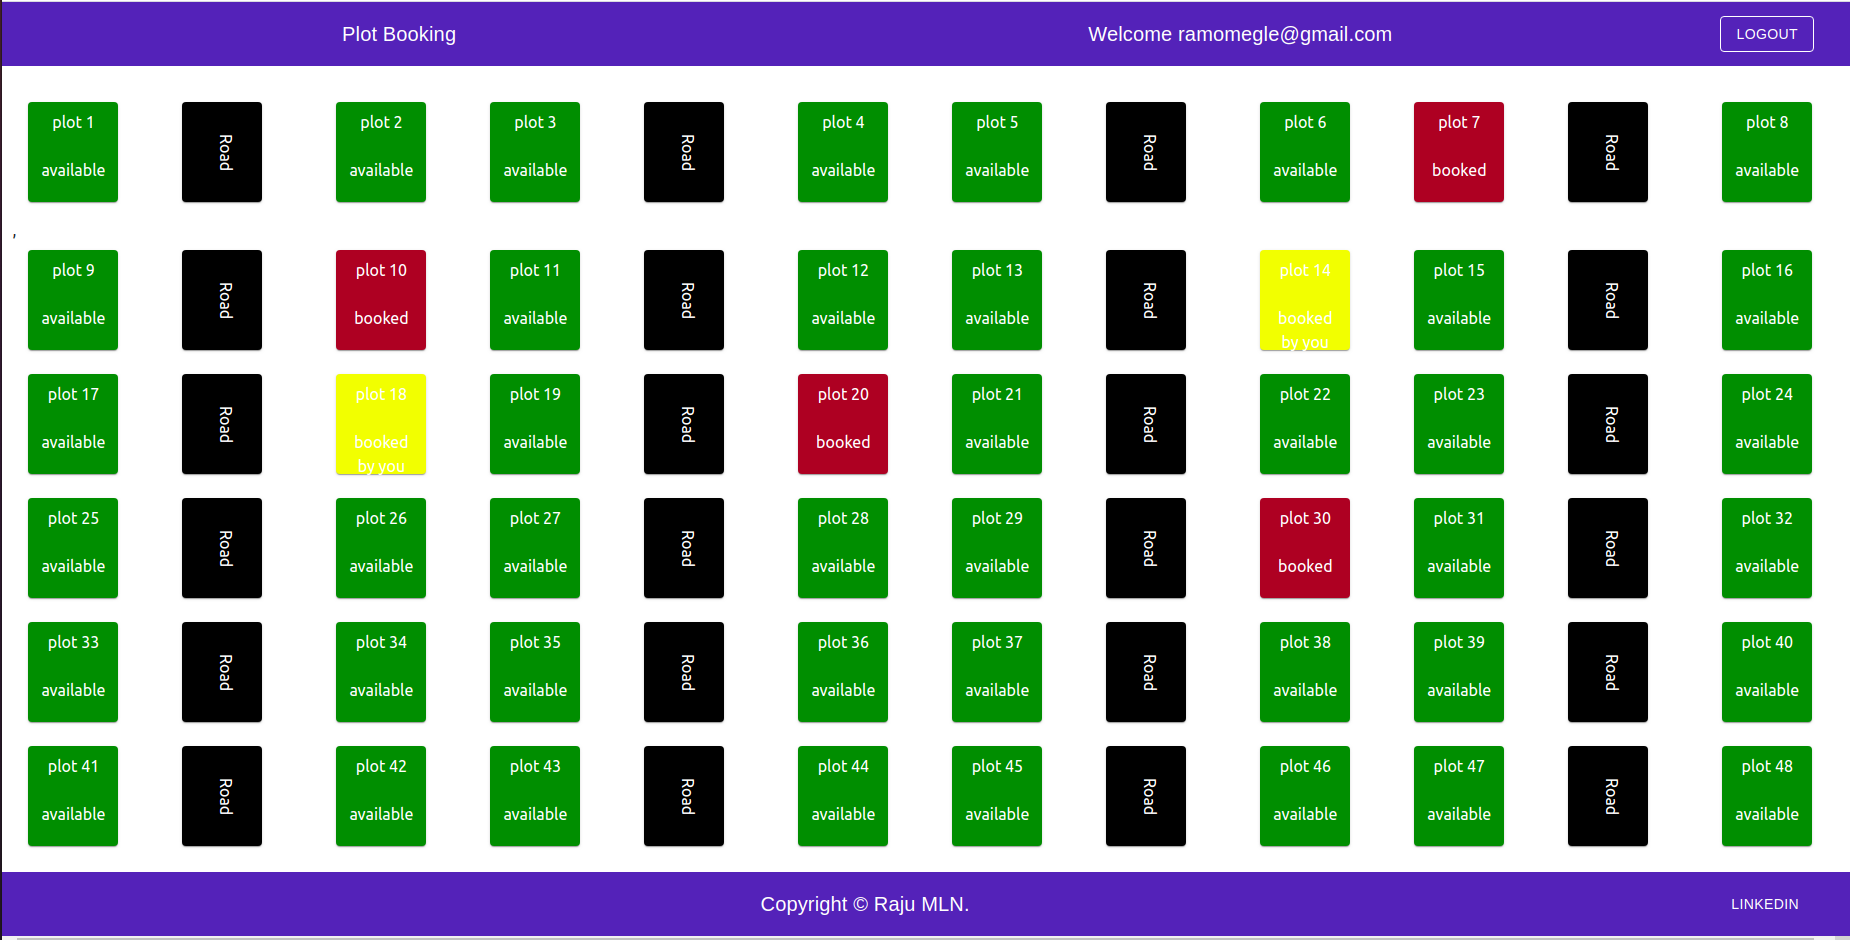 Plot Booking Welcome ramomegle@gmail.com LOGOUT
plot 1 Road plot 2 plot 3 Road plot 4 plot 5 Road plot 6 plot 7 Road plot 8
available available available available available available booked available
,
plot 9 Road plot 10 plot 11 Road plot 12 plot 13 Road plot 14 plot 15 Road plot 16
available booked available available available booked available available
by you
plot 17 Road plot 18 plot 19 Road plot 20 plot 21 Road plot 22 plot 23 Road plot 24
available booked available booked available available available available
by you
plot 25 Road plot 26 plot 27 Road plot 28 plot 29 Road plot 30 plot 31 Road plot 32
available available available available available booked available available
plot 33 Road plot 34 plot 35 Road plot 36 plot 37 Road plot 38 plot 39 Road plot 40
available available available available available available available available
plot 41 Road plot 42 plot 43 Road plot 44 plot 45 Road plot 46 plot 47 Road plot 48
available available available available available available available available
Copyright © Raju MLN. LINKEDIN